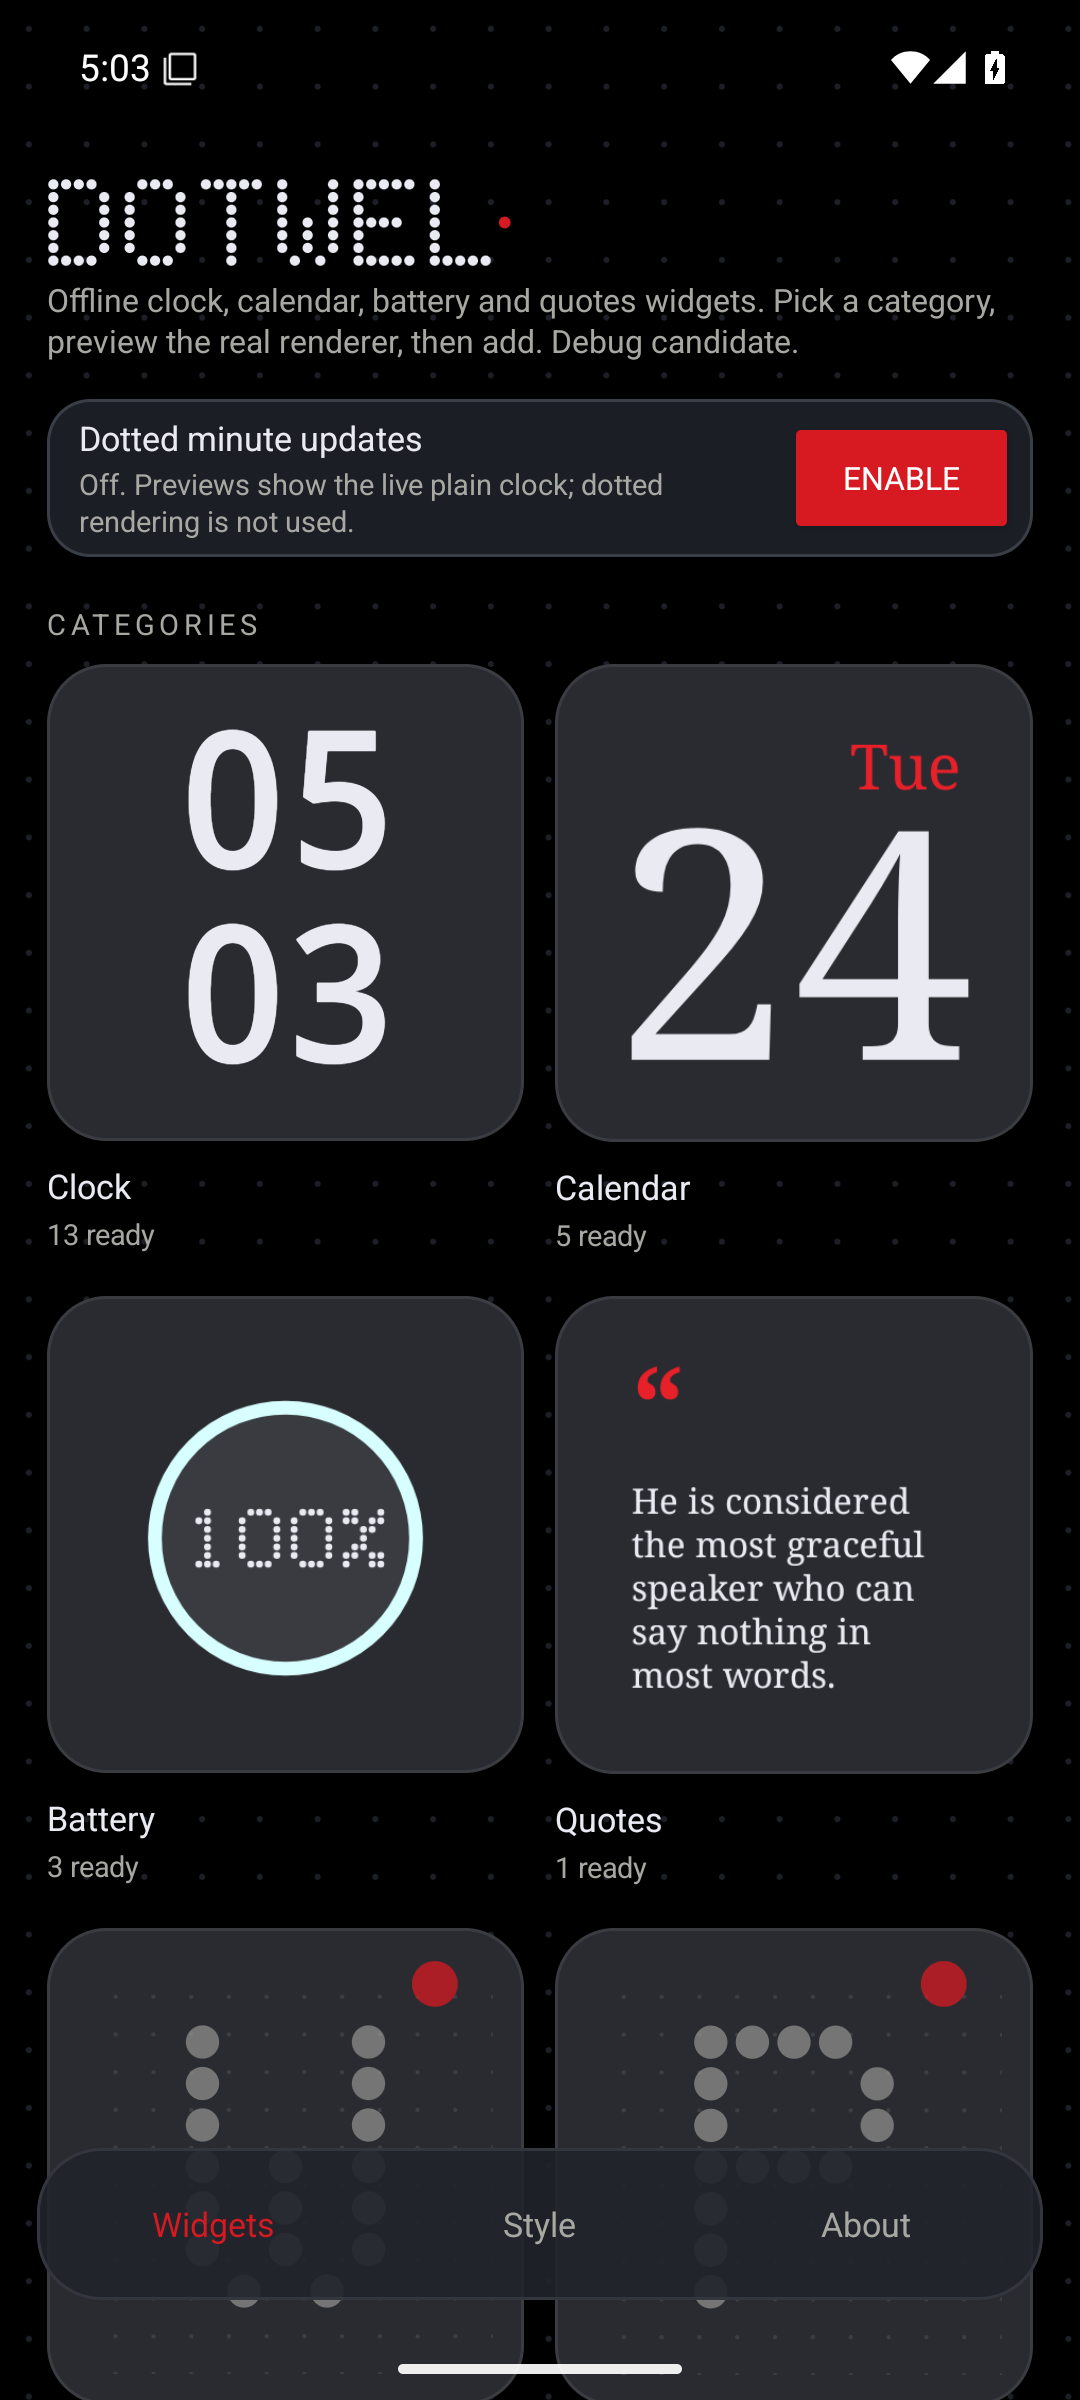 5:03
DOTWEL
Offline clock, calendar, battery and quotes widgets. Pick a category,
preview the real renderer, then add. Debug candidate.
Dotted minute updates
Off. Previews show the live plain clock; dotted
rendering is not used.
ENABLE
CATEGORIES
05
03
Tue
24
Clock
13 ready
Calendar
5 ready
100%
“
He is considered
the most graceful
speaker who can
say nothing in
most words.
Battery
3 ready
Quotes
1 ready
W
P
Widgets
Style
About